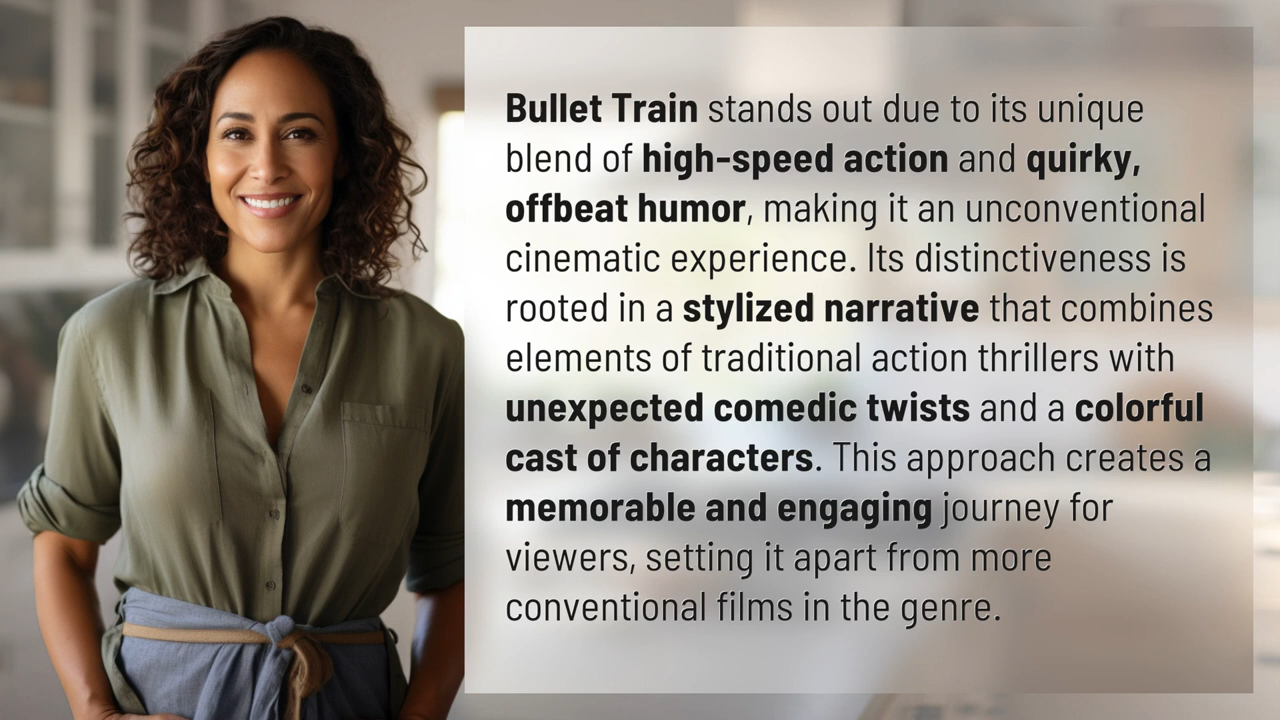 Bullet Train stands out due to its unique
blend of high-speed action and quirky,
offbeat humor, making it an unconventional
cinematic experience. Its distinctiveness is
rooted in a stylized narrative that combines
elements of traditional action thrillers with
unexpected comedic twists and a colorful
cast of characters. This approach creates a
memorable and engaging journey for
viewers, setting it apart from more
conventional films in the genre.